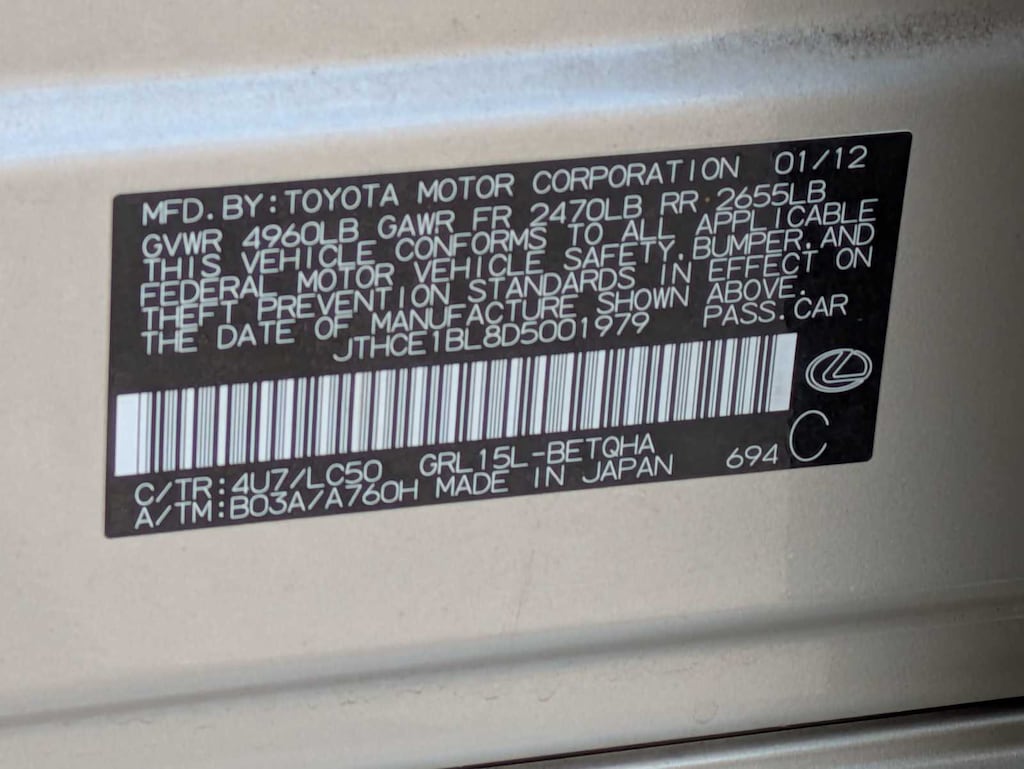 MFD. BY: TOYOTA MOTOR CORPORATION 01/12
GVWR 4960LB GAWR FR 2470LB RR 2655LB
THIS VEHICLE CONFORMS TO ALL APPLICABLE
FEDERAL MOTOR VEHICLE SAFETY, BUMPER, AND
THEFT PREVENTION STANDARDS IN EFFECT ON
THE DATE OF MANUFACTURE SHOWN ABOVE.
JTHCE1BL8D5001979 PASS. CAR
C/TR: 4U7/LC50 GRL15L-BETQHA 694 C
A/TM: B03A/A760H MADE IN JAPAN